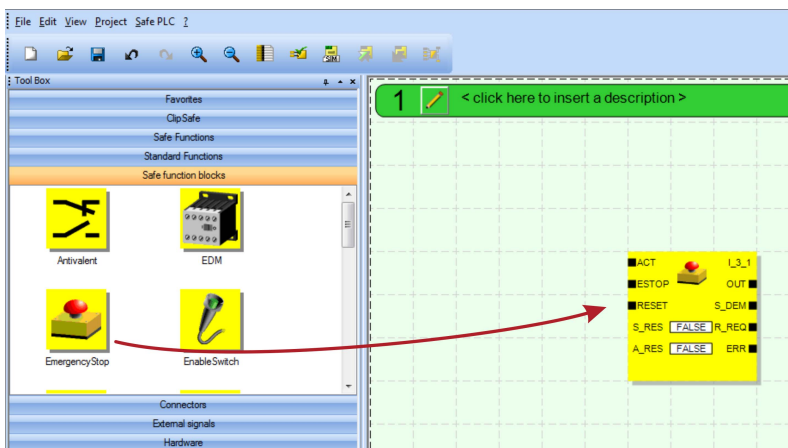 File Edit View Project Safe PLC ?
SIM
Tool Box
Favorites
ClipSafe
Safe Functions
Standard Functions
Safe function blocks
Antivalent EDM
EmergencyStop EnableSwitch
Connectors
External signals
Hardware
1 < click here to insert a description >
ACT I_3_1
ESTOP OUT
RESET S_DEM
S_RES FALSE R_REQ
A_RES FALSE ERR